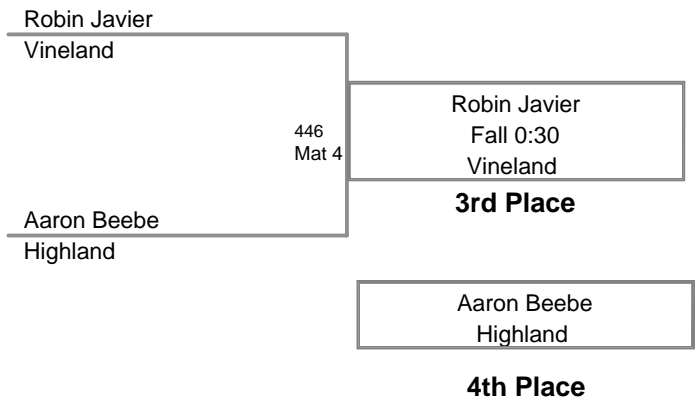 Robin Javier
Vineland
446
Mat 4
Robin Javier
Fall 0:30
Vineland
3rd Place
Aaron Beebe
Highland
Aaron Beebe
Highland
4th Place